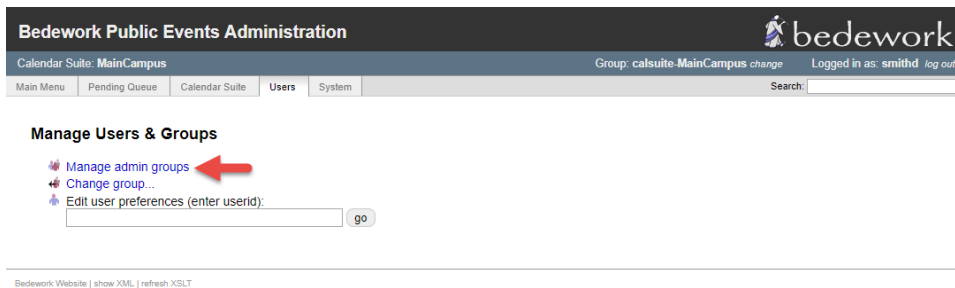 Bedework Public Events Administration
bedework
Calendar Suite: MainCampus
Group: calsuite-MainCampus change Logged in as: smithd log out
Main Menu Pending Queue Calendar Suite Users System
Search:
Manage Users & Groups
Manage admin groups
Change group...
Edit user preferences (enter userid):
go
Bedework Website | show XML | refresh XSLT